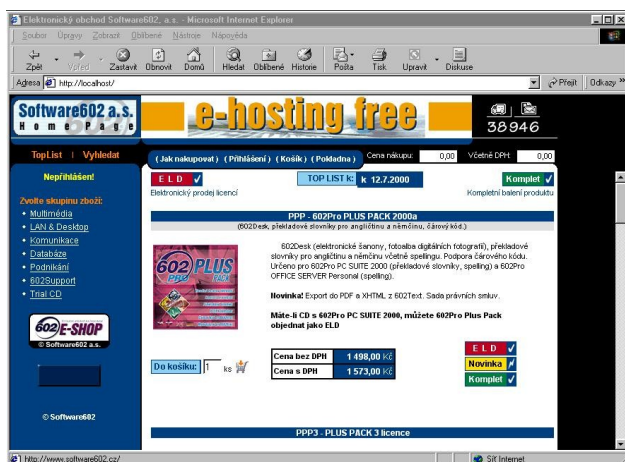 Elektronický obchod Software602, a.s. - Microsoft Internet Explorer
Soubor Úpravy Zobrazit Oblíbené Nástroje Nápověda
Zpět Vpřed Zastavit Obnovit Domů Hledat Oblíbené Historie Pošta Tisk Upravit Diskuse
Adresa http://localhost/ Přejít Odkazy »
Software602 a.s.
Home Page
e-hosting free
38946
TopList | Vyhledat
(Jak nakupovat) (Přihlášení) (Košík) (Pokladna) Cena nákupu: 0,00 Včetně DPH: 0,00
Nepřihlášen!
Zvolte skupinu zboží:
Multimédia
LAN & Desktop
Komunikace
Databáze
Podnikání
602Support
Trial CD
602 E-SHOP
© Software602 a.s.
© Software602
ELD
TOP LIST k: k 12.7.2000
Komplet
Elektronický prodej licencí
Kompletní balení produktu
PPP - 602Pro PLUS PACK 2000a
(602Desk, překladové slovníky pro angličtinu a němčinu, čárový kód.)
602 PLUS
PRO PACK
602Desk (elektronické šanony, fotoalba digitálních fotografií), překladové
slovníky pro angličtinu a němčinu včetně spellingu. Podpora čárového kódu.
Určeno pro 602Pro PC SUITE 2000 (překladové slovníky, spelling) a 602Pro
OFFICE SERVER Personal (spelling).
Novinka! Export do PDF a XHTML z 602Text. Sada právních smluv.
Máte-li CD s 602Pro PC SUITE 2000, můžete 602Pro Plus Pack
objednat jako ELD
Do košíku: 1 ks
Cena bez DPH 1 498,00 Kč
Cena s DPH 1 573,00 Kč
ELD
Novinka
Komplet
PPP3 - PLUS PACK 3 licence
http://www.software602.cz/ Síť Internet